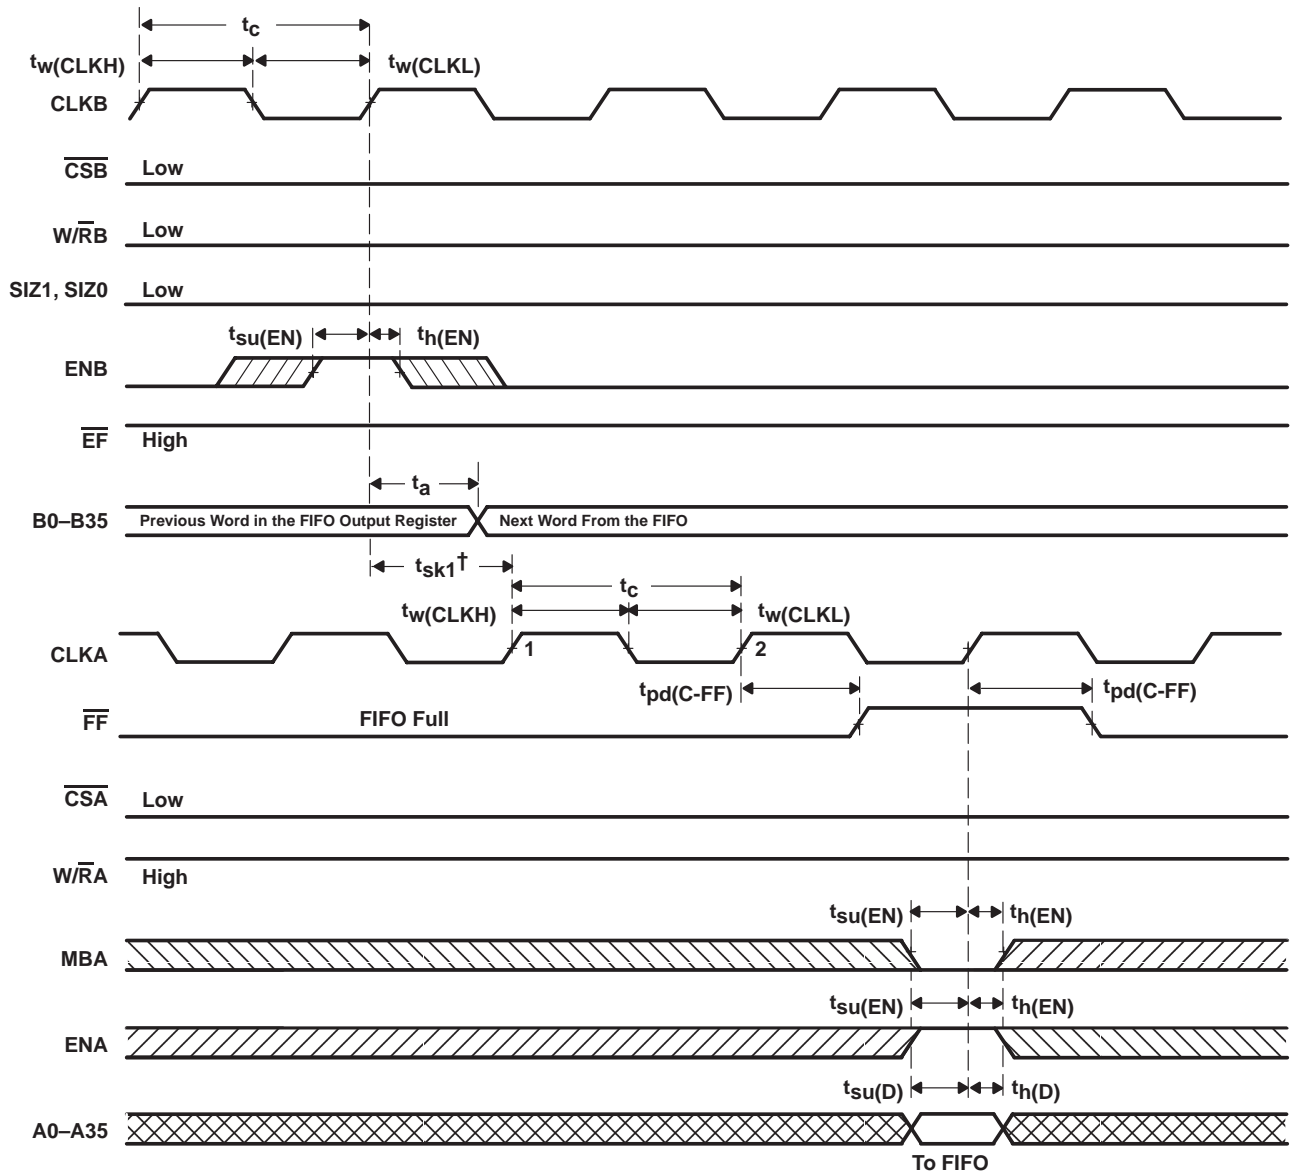 tc
tw(CLKH) tw(CLKL)
CLKB
CSB Low
W/RB Low
SIZ1, SIZ0 Low
tsu(EN) th(EN)
ENB
EF High
ta
B0–B35 Previous Word in the FIFO Output Register Next Word From the FIFO
tsk1†
tc
tw(CLKH) tw(CLKL)
CLKA 1 2
tpd(C-FF) tpd(C-FF)
FF FIFO Full
CSA Low
W/RA High
tsu(EN) th(EN)
MBA
tsu(EN) th(EN)
ENA
tsu(D) th(D)
A0–A35
To FIFO